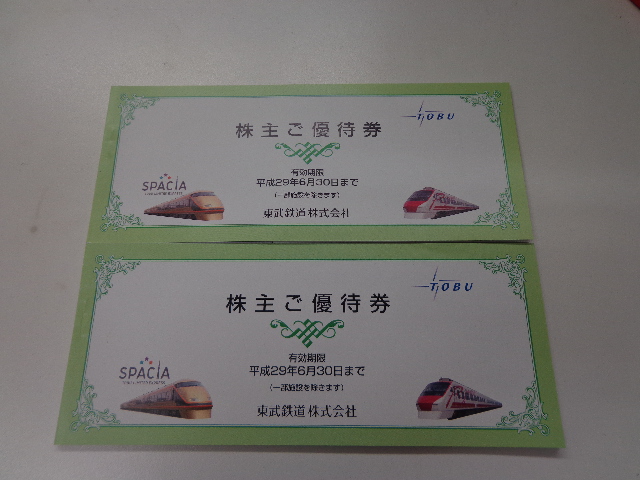 TOBU
株主ご優待券
有効期限
平成29年6月30日まで
(一部施設を除きます)
SPACIA
東武鉄道株式会社
TOBU
株主ご優待券
有効期限
平成29年6月30日まで
(一部施設を除きます)
SPACIA
東武鉄道株式会社